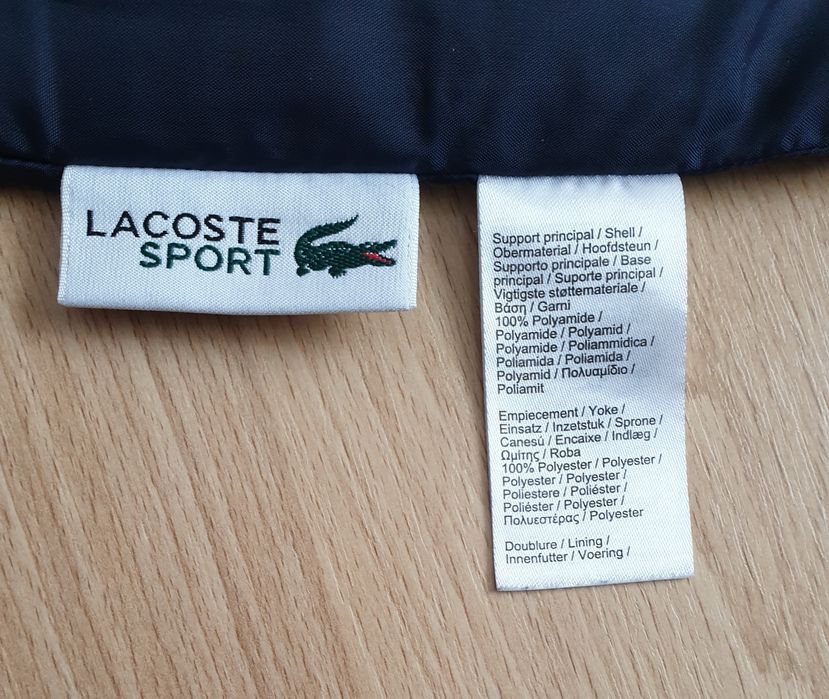 LACOSTE
SPORT
Support principal / Shell /
Obermaterial / Hoofdsteun /
Supporto principale / Base
principal / Suporte principal /
Vigtigste støttemateriale /
Βάση / Garni
100% Polyamide /
Polyamide / Polyamid /
Polyamide / Poliammidica /
Poliamida / Poliamida /
Polyamid / Πολυαμίδιο /
Poliamit
Empiecement / Yoke /
Einsatz / Inzetstuk / Sprone /
Canesú / Encaixe / Indlæg /
Ωμίτης / Roba
100% Polyester / Polyester /
Polyester / Polyester /
Poliestere / Poliéster /
Poliéster / Polyester /
Πολυεστέρας / Polyester
Doublure / Lining /
Innenfutter / Voering /